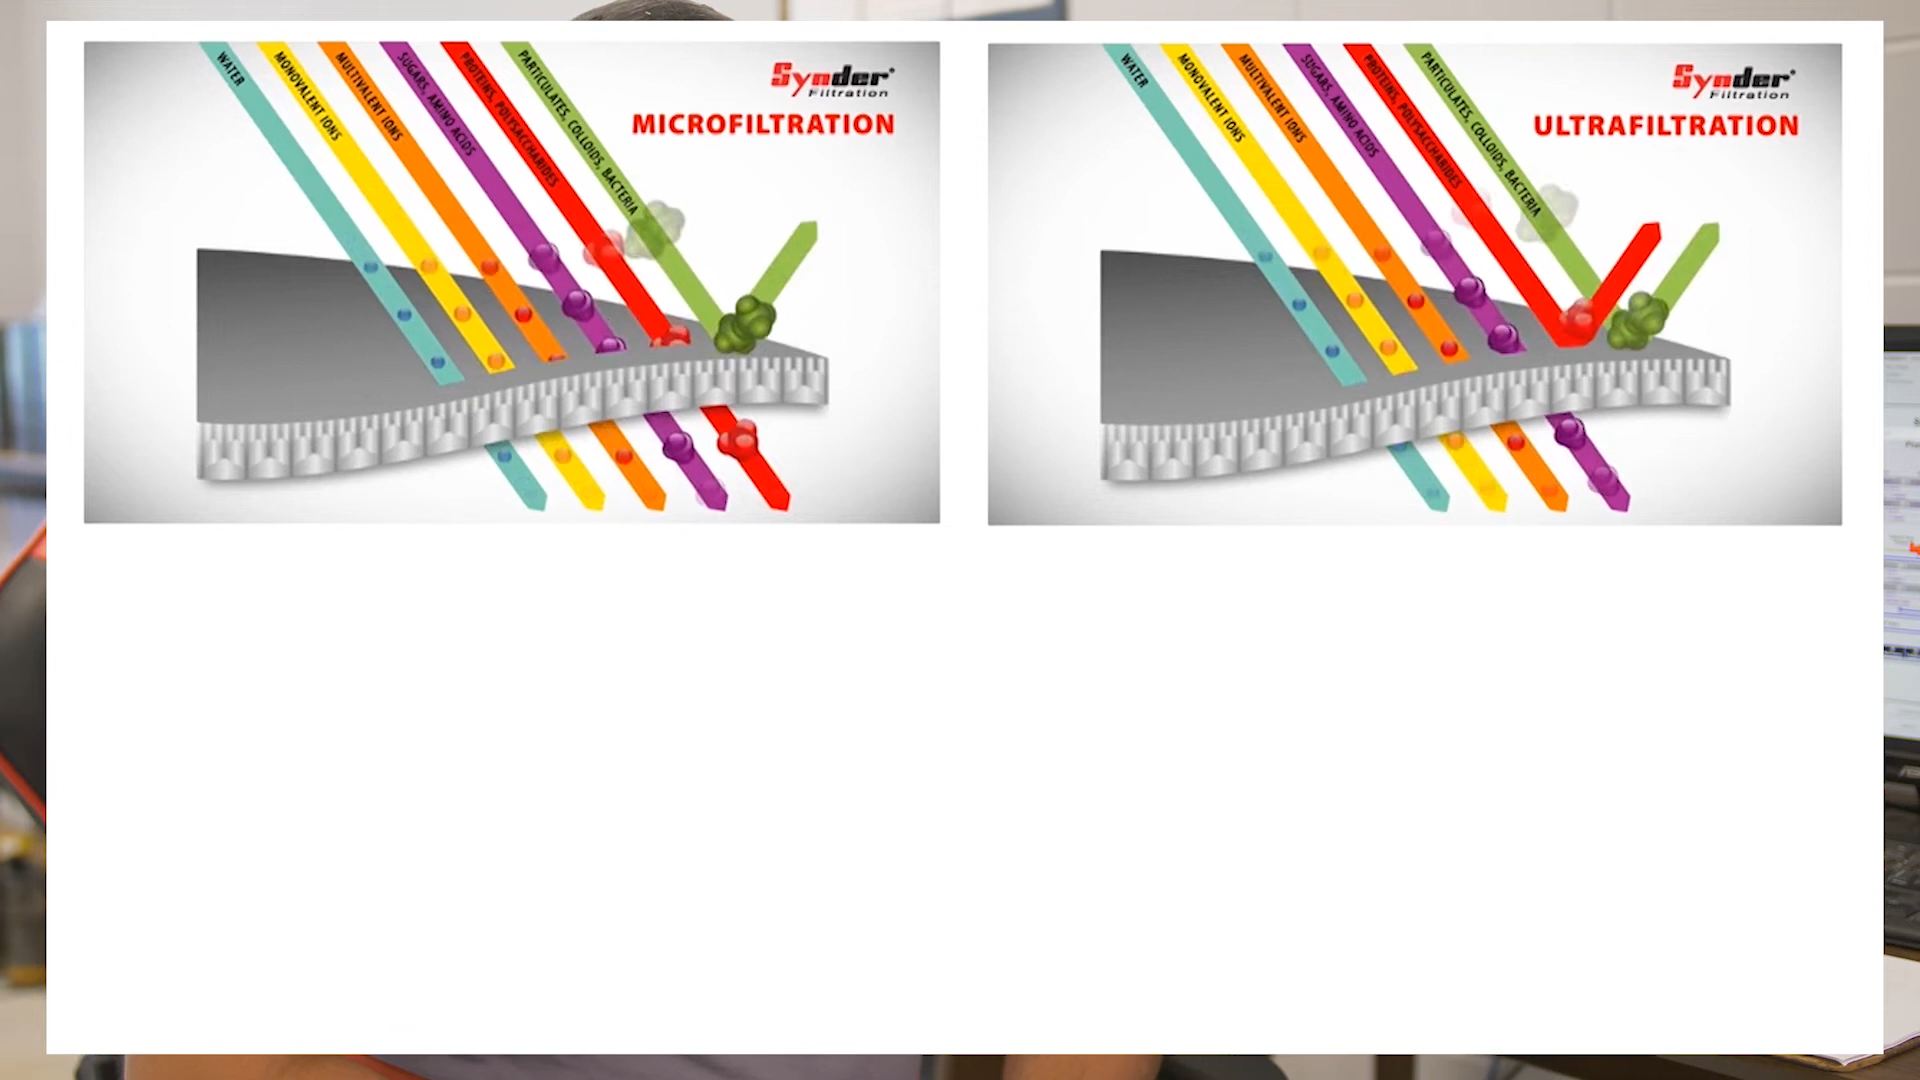 WATER
MONOVALENT IONS
MULTIVALENT IONS
SUGARS, AMINO ACIDS
PROTEINS, POLYSACCHARIDES
PARTICULATES, COLLOIDS, BACTERIA
Synder
Filtration
MICROFILTRATION
WATER
MONOVALENT IONS
MULTIVALENT IONS
SUGARS, AMINO ACIDS
PROTEINS, POLYSACCHARIDES
PARTICULATES, COLLOIDS, BACTERIA
Synder
Filtration
ULTRAFILTRATION